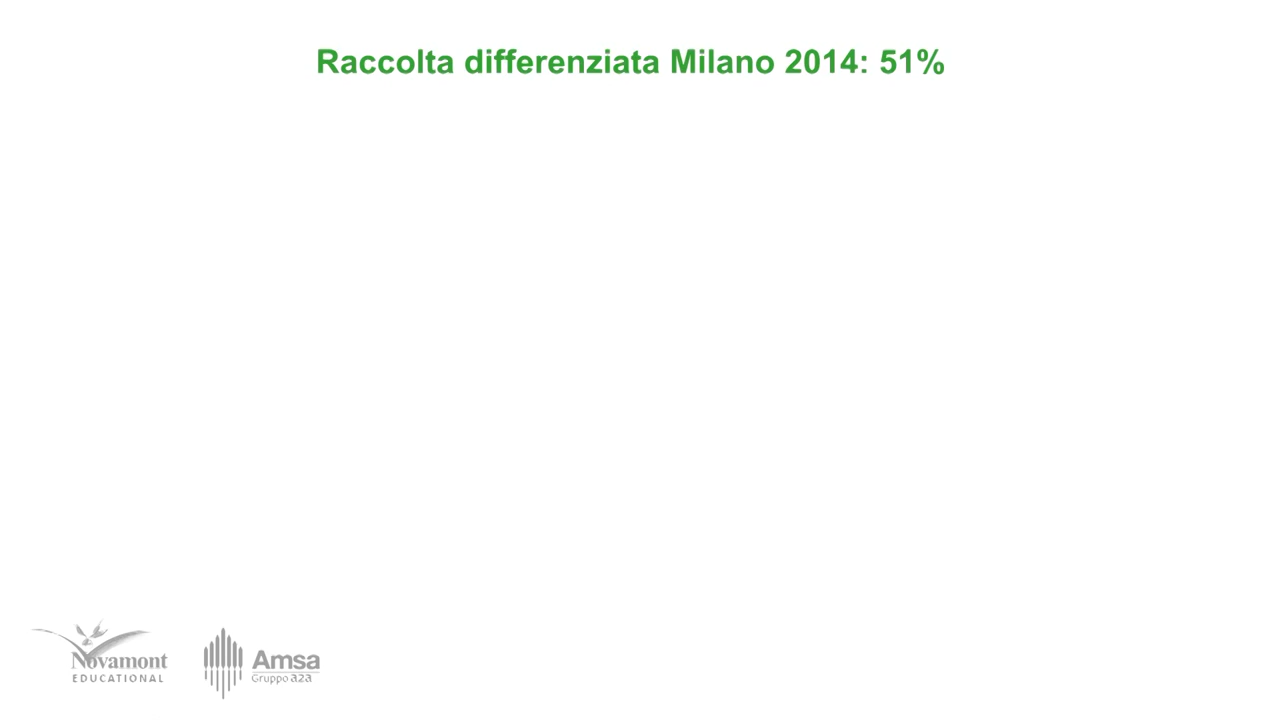 Raccolta differenziata Milano 2014: 51%
Novamont
EDUCATIONAL
Amsa
Gruppo a2a